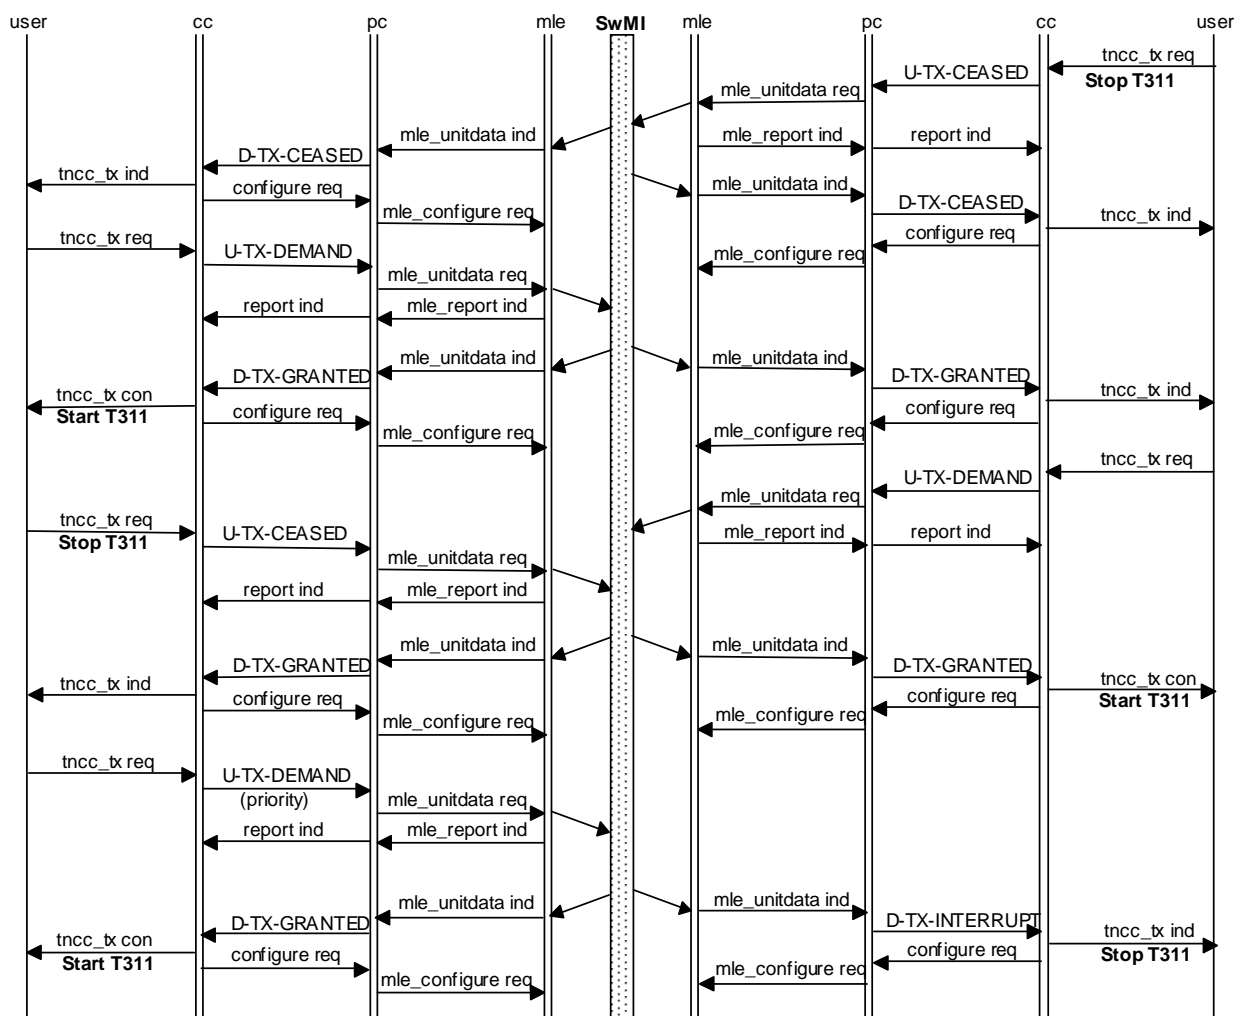 user cc pc mle SwMI mle pc cc user
tncc_tx req
U-TX-CEASED
Stop T311
mle_unitdata req
mle_unitdata ind
mle_report ind
report ind
D-TX-CEASED
tncc_tx ind
configure req
mle_unitdata ind
D-TX-CEASED
mle_configure req
tncc_tx ind
tncc_tx req
configure req
U-TX-DEMAND
mle_configure req
mle_unitdata req
report ind
mle_report ind
mle_unitdata ind
mle_unitdata ind
D-TX-GRANTED
D-TX-GRANTED
tncc_tx con
tncc_tx ind
Start T311
configure req
configure req
mle_configure req
mle_configure req
tncc_tx req
U-TX-DEMAND
mle_unitdata req
tncc_tx req
Stop T311
U-TX-CEASED
mle_report ind
report ind
mle_unitdata req
report ind
mle_report ind
mle_unitdata ind
mle_unitdata ind
D-TX-GRANTED
D-TX-GRANTED
tncc_tx ind
tncc_tx con
configure req
configure req
Start T311
mle_configure req
mle_configure req
tncc_tx req
U-TX-DEMAND
(priority)
mle_unitdata req
report ind
mle_report ind
mle_unitdata ind
mle_unitdata ind
D-TX-GRANTED
D-TX-INTERRUPT
tncc_tx con
tncc_tx ind
Start T311
configure req
configure req
Stop T311
mle_configure req
mle_configure req